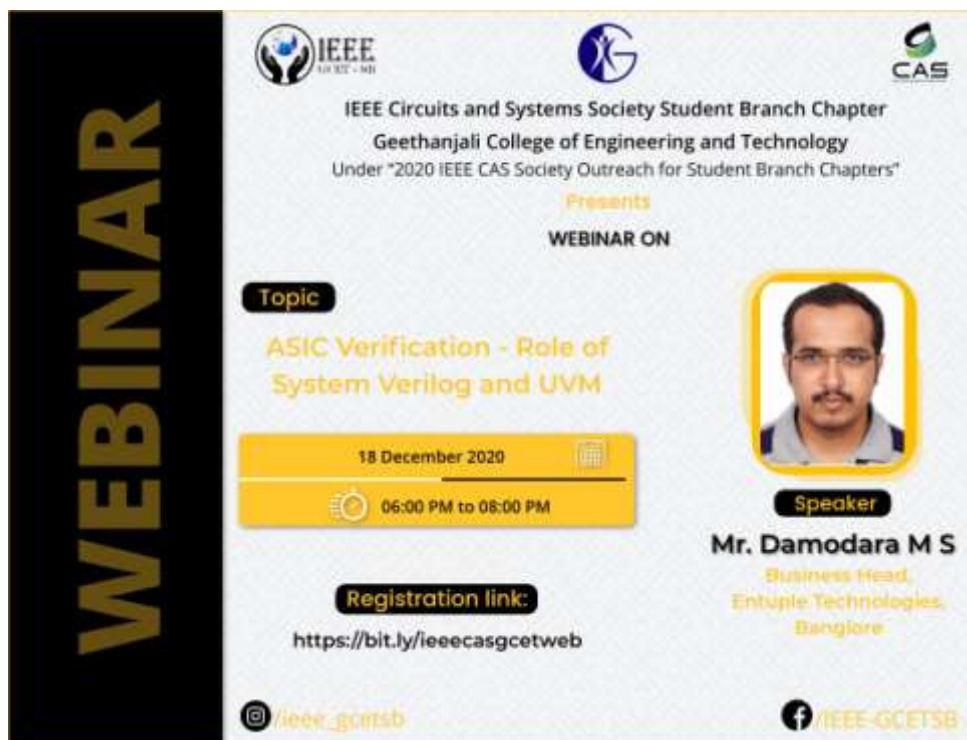 WEBINAR
IEEE
GCET - SB
CAS
IEEE Circuits and Systems Society Student Branch Chapter
Geethanjali College of Engineering and Technology
Under "2020 IEEE CAS Society Outreach for Student Branch Chapters"
Presents
WEBINAR ON
Topic
ASIC Verification - Role of
System Verilog and UVM
18 December 2020
06:00 PM to 08:00 PM
Registration link:
https://bit.ly/ieeecasgcetweb
Speaker
Mr. Damodara M S
Business Head,
Entuple Technologies,
Banglore
/ieee_gcetsb
/IEEE-GCETSB